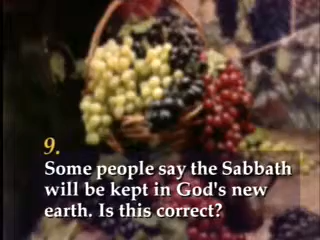 9.
Some people say the Sabbath
will be kept in God's new
earth. Is this correct?